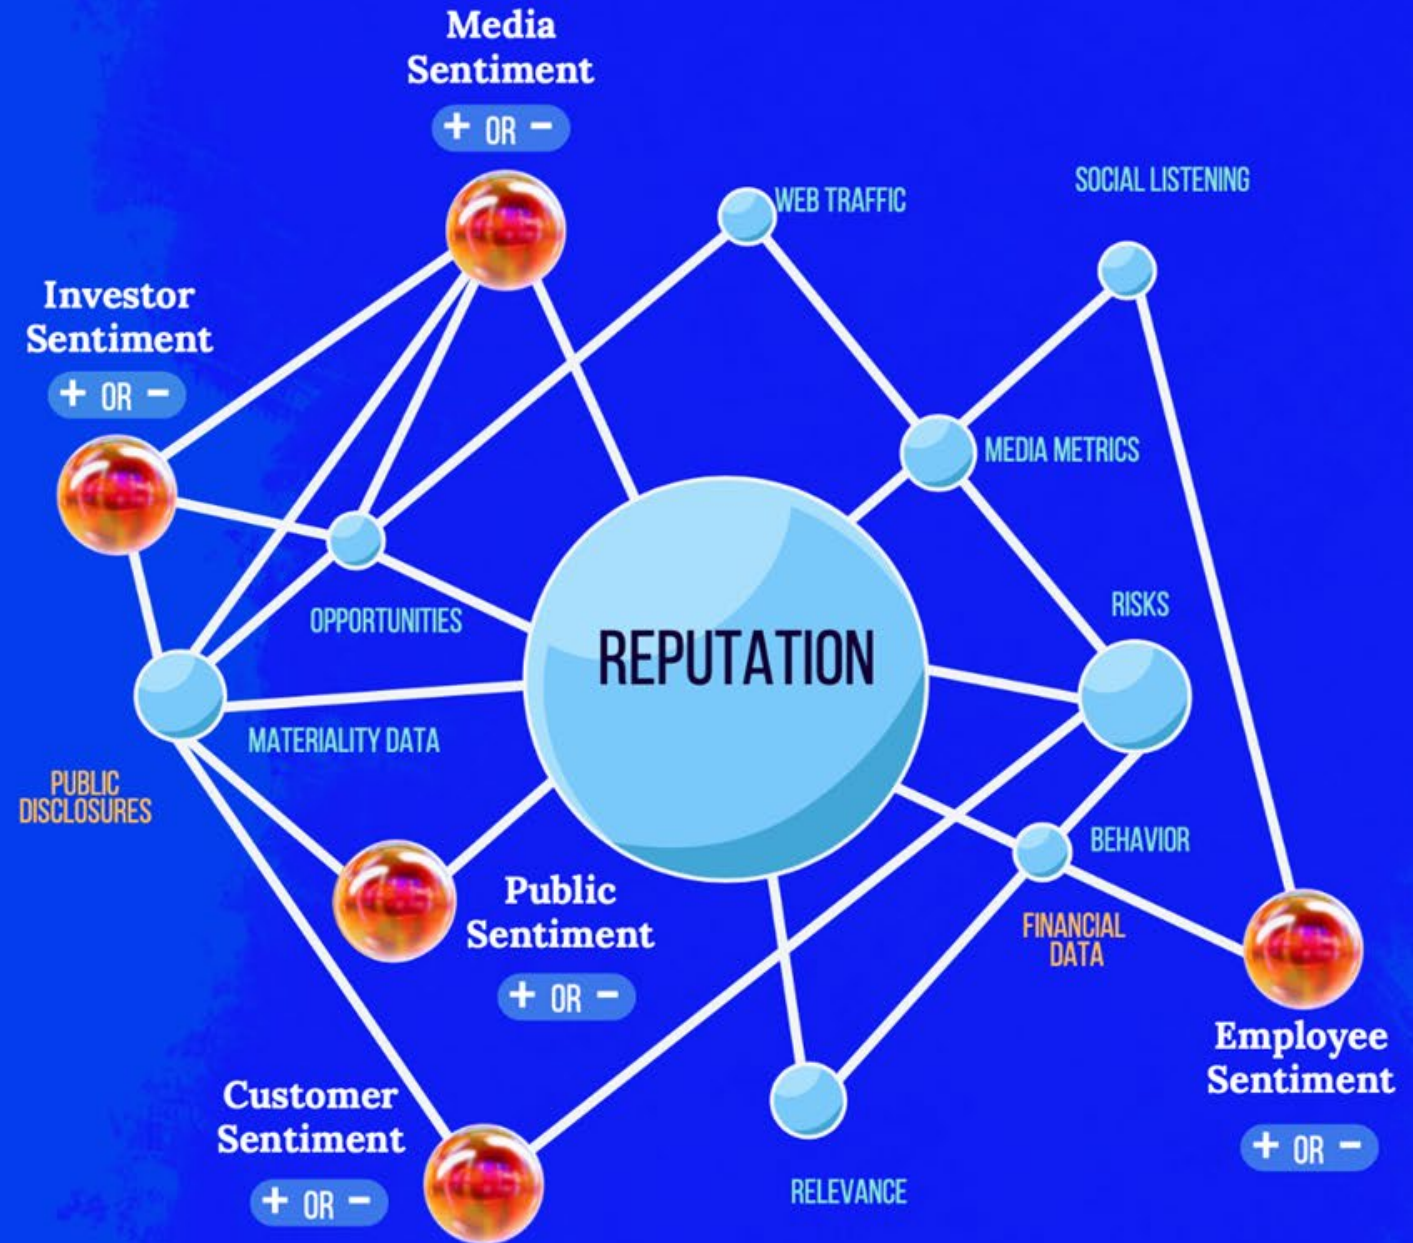 Media
Sentiment
+ OR −
WEB TRAFFIC
SOCIAL LISTENING
Investor
Sentiment
+ OR −
MEDIA METRICS
OPPORTUNITIES
RISKS
REPUTATION
MATERIALITY DATA
PUBLIC
DISCLOSURES
BEHAVIOR
Public
Sentiment
+ OR −
FINANCIAL
DATA
Employee
Sentiment
+ OR −
Customer
Sentiment
+ OR −
RELEVANCE